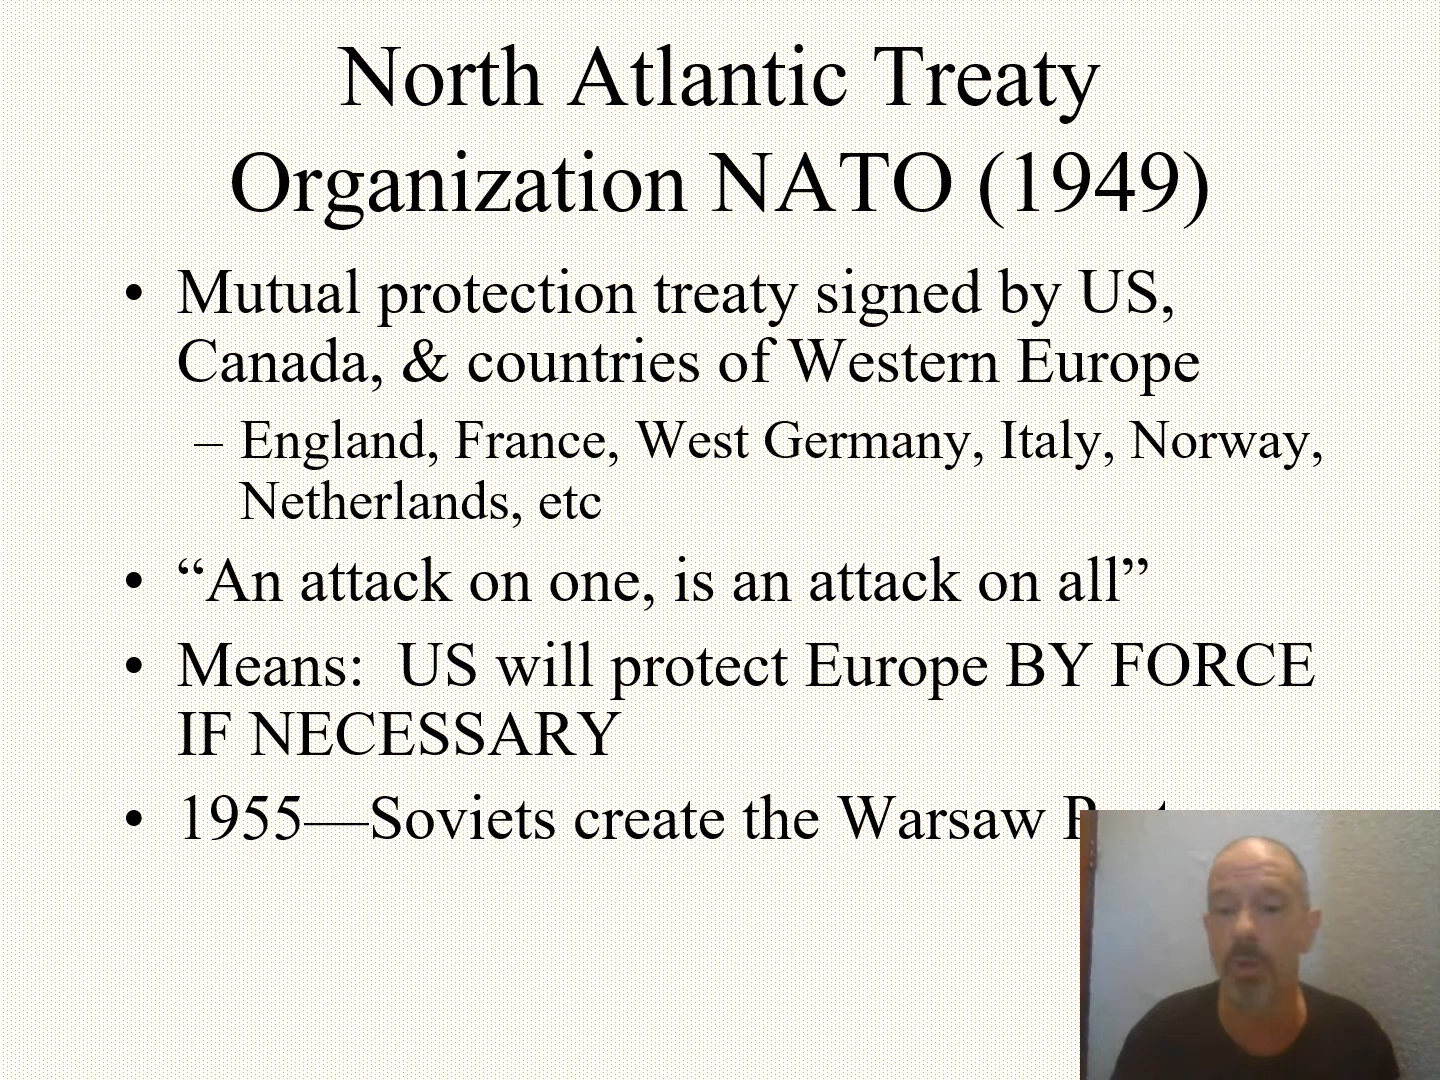 North Atlantic Treaty
Organization NATO (1949)
• Mutual protection treaty signed by US,
Canada, & countries of Western Europe
– England, France, West Germany, Italy, Norway,
Netherlands, etc
• “An attack on one, is an attack on all”
• Means:  US will protect Europe BY FORCE
IF NECESSARY
• 1955—Soviets create the Warsaw Pact